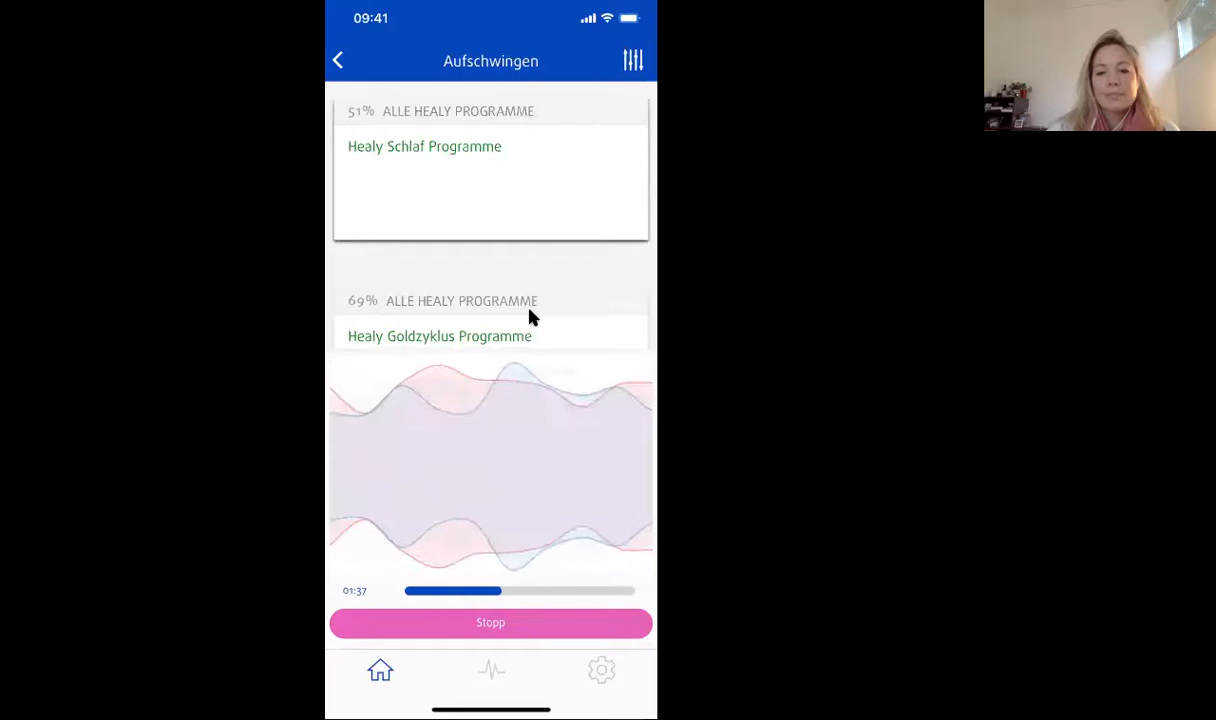 09:41
Aufschwingen
51% ALLE HEALY PROGRAMME
Healy Schlaf Programme
69% ALLE HEALY PROGRAMME
Healy Goldzyklus Programme
01:37
Stopp